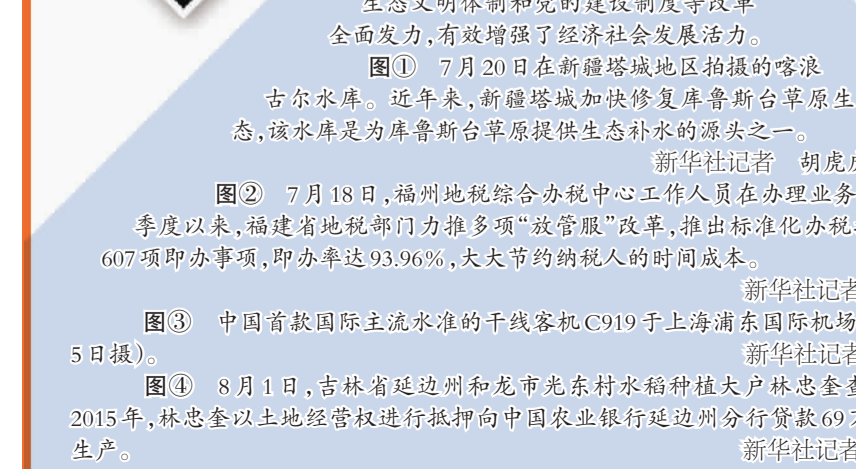 生态文明体制和党的建设制度等改革
全面发力,有效增强了经济社会发展活力。
图① 7月20日在新疆塔城地区拍摄的喀浪
古尔水库。近年来,新疆塔城加快修复库鲁斯台草原生
态,该水库是为库鲁斯台草原提供生态补水的源头之一。
新华社记者 胡虎
图② 7月18日,福州地税综合办税中心工作人员在办理业务
季度以来,福建省地税部门力推多项“放管服”改革,推出标准化办税
607项即办事项,即办率达93.96%,大大节约纳税人的时间成本。
新华社记者
图③ 中国首款国际主流水准的干线客机C919于上海浦东国际机场
5日摄)。 新华社记者
图④ 8月1日,吉林省延边州和龙市光东村水稻种植大户林忠奎
2015年,林忠奎以土地经营权进行抵押向中国农业银行延边州分行贷款69
生产。 新华社记者